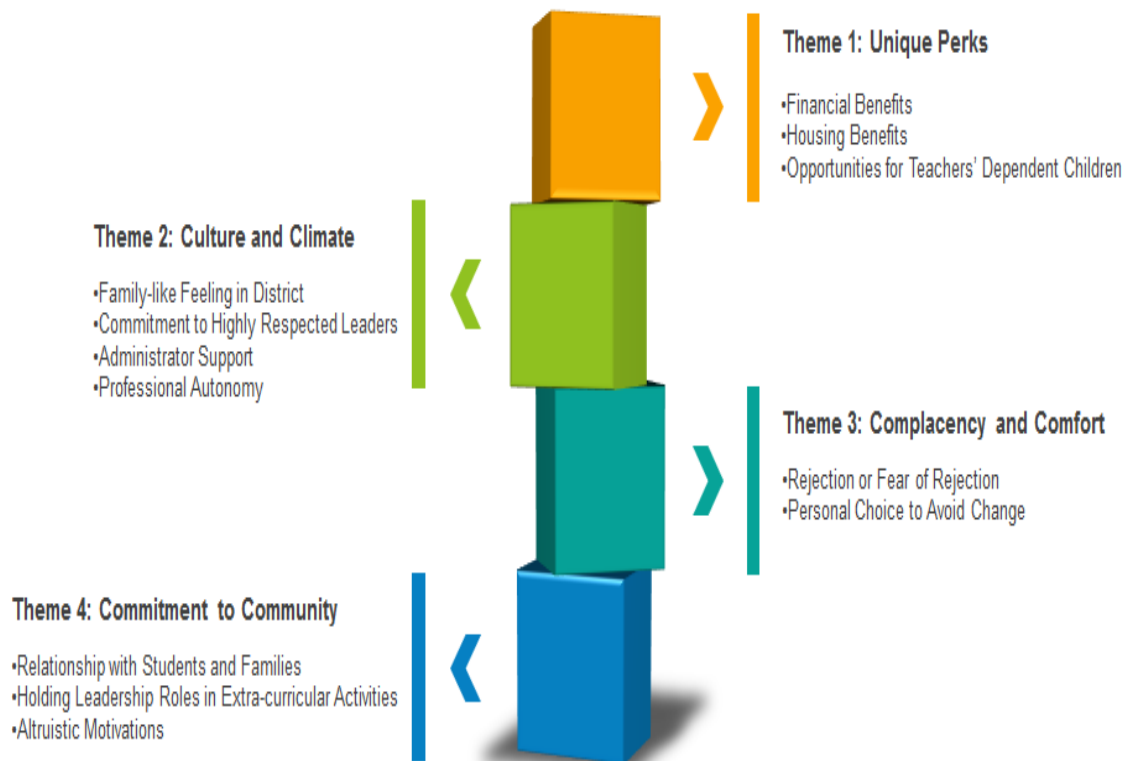 Theme 1: Unique Perks
•Financial Benefits
•Housing Benefits
•Opportunities for Teachers' Dependent Children
Theme 2: Culture and Climate
•Family-like Feeling in District
•Commitment to Highly Respected Leaders
•Administrator Support
•Professional Autonomy
Theme 3: Complacency and Comfort
•Rejection or Fear of Rejection
•Personal Choice to Avoid Change
Theme 4: Commitment to Community
•Relationship with Students and Families
•Holding Leadership Roles in Extra-curricular Activities
•Altruistic Motivations